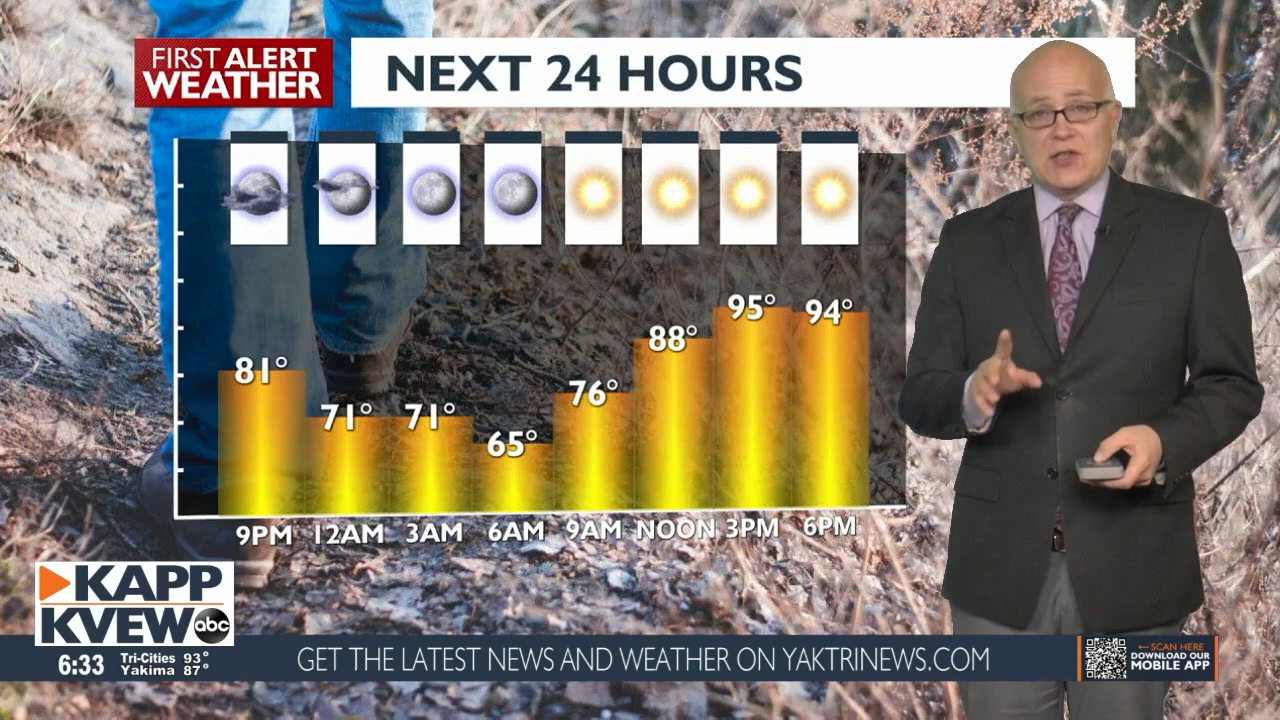 FIRST ALERT
WEATHER
NEXT 24 HOURS
81° 71° 71° 65° 76° 88° 95° 94°
9PM 12AM 3AM 6AM 9AM NOON 3PM 6PM
KAPP
KVEW abc
6:33
Tri-Cities 93°
Yakima 87°
GET THE LATEST NEWS AND WEATHER ON YAKTRINEWS.COM
←SCAN HERE
DOWNLOAD OUR
MOBILE APP